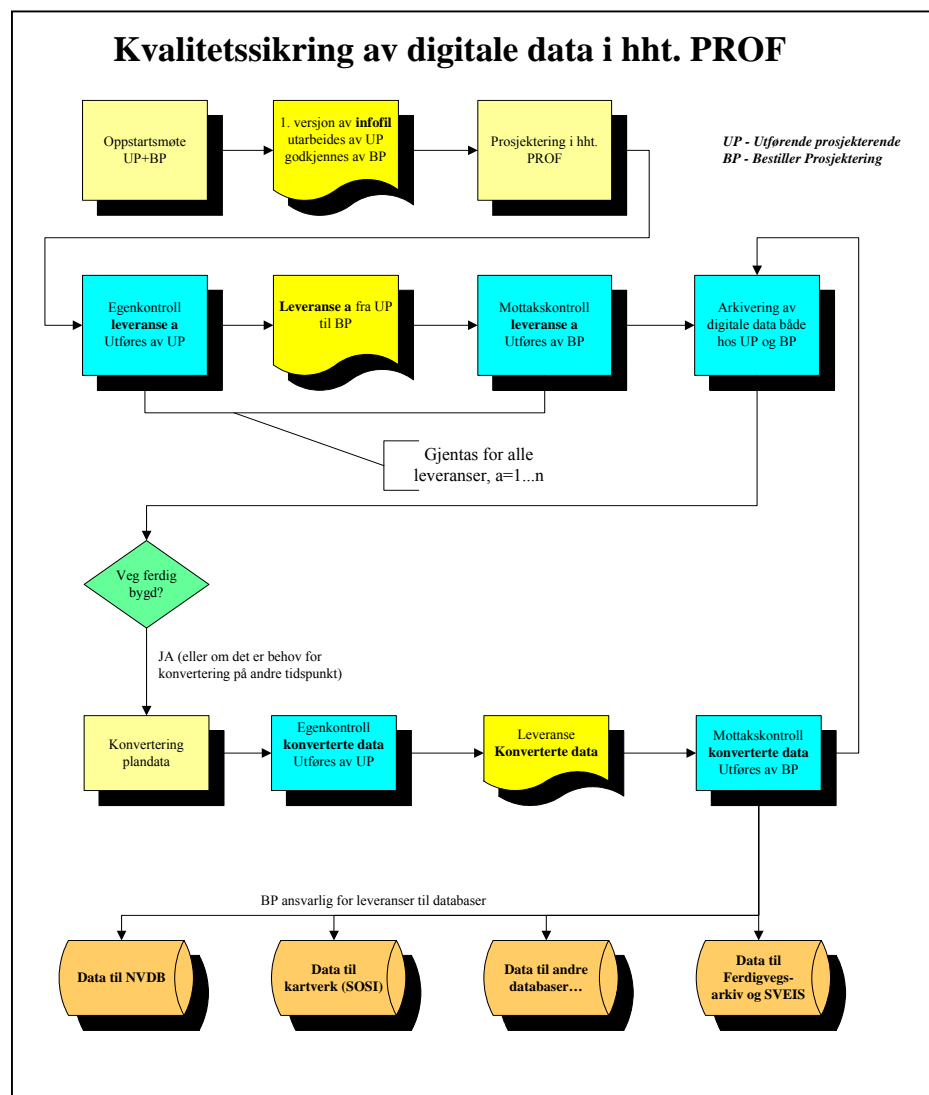 Kvalitetssikring av digitale data i hht. PROF
Oppstartsmøte
UP+BP
1. versjon av infofil
utarbeides av UP
godkjennes av BP
Prosjektering i hht.
PROF
UP - Utførende prosjekterende
BP - Bestiller Prosjektering
Egenkontroll
leveranse a
Utføres av UP
Leveranse a fra UP
til BP
Mottakskontroll
leveranse a
Utføres av BP
Arkivering av
digitale data både
hos UP og BP
Gjentas for alle
leveranser, a=1...n
Veg ferdig
bygd?
JA (eller om det er behov for
konvertering på andre tidspunkt)
Konvertering
plandata
Egenkontroll
konverterte data
Utføres av UP
Leveranse
Konverterte data
Mottakskontroll
konverterte data
Utføres av BP
BP ansvarlig for leveranser til databaser
Data til NVDB
Data til
kartverk (SOSI)
Data til andre
databaser…
Data til
Ferdigvegs-
arkiv og SVEIS